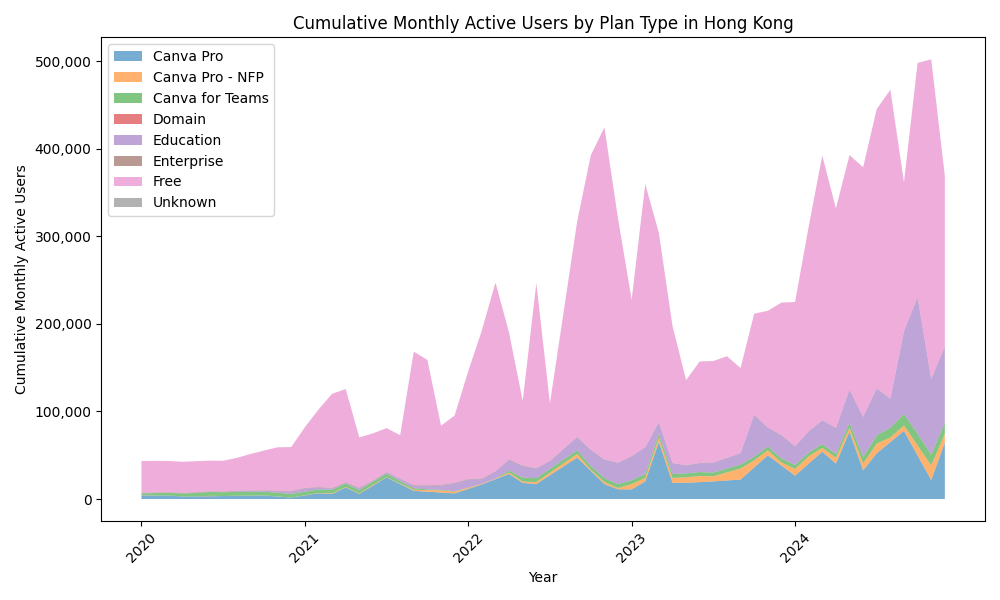 Cumulative Monthly Active Users by Plan Type in Hong Kong
Canva Pro
Canva Pro - NFP
Canva for Teams
Domain
Education
Enterprise
Free
Unknown
500,000
400,000
300,000
200,000
100,000
0
Cumulative Monthly Active Users
2020
2021
2022
2023
2024
Year